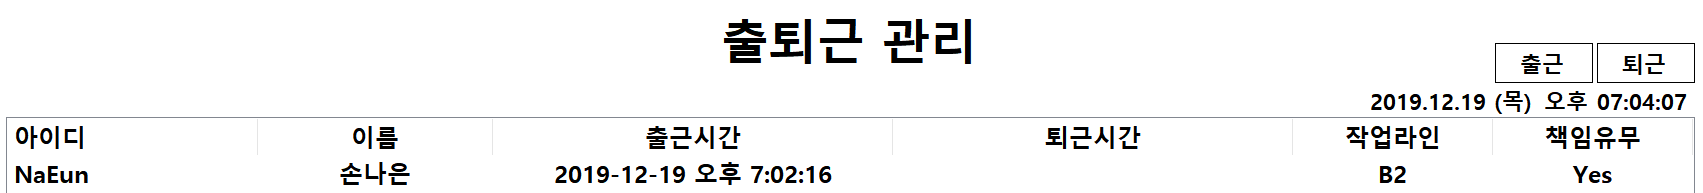 출퇴근 관리
출근 퇴근
2019.12.19 (목) 오후 07:04:07
아이디 이름 출근시간 퇴근시간 작업라인 책임유무
NaEun 손나은 2019-12-19 오후 7:02:16 B2 Yes